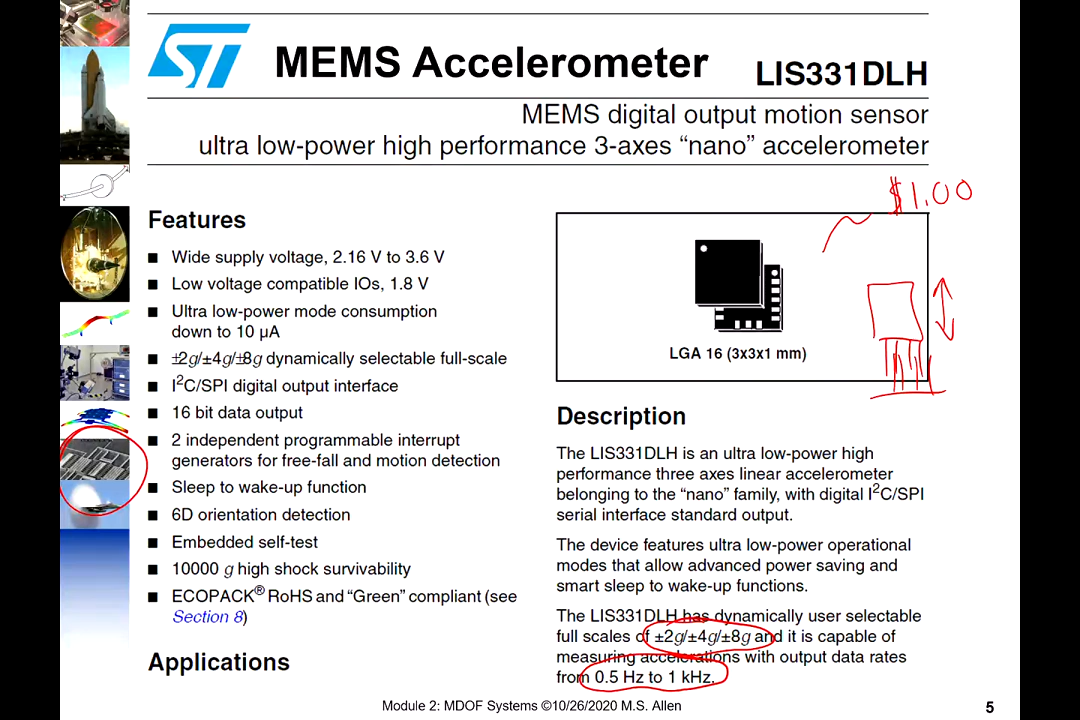 ST
MEMS Accelerometer
LIS331DLH
MEMS digital output motion sensor
ultra low-power high performance 3-axes “nano” accelerometer
$1.00
Features
■ Wide supply voltage, 2.16 V to 3.6 V
■ Low voltage compatible IOs, 1.8 V
■ Ultra low-power mode consumption
down to 10 μA
■ ±2g/±4g/±8g dynamically selectable full-scale
■ I²C/SPI digital output interface
■ 16 bit data output
■ 2 independent programmable interrupt
generators for free-fall and motion detection
■ Sleep to wake-up function
■ 6D orientation detection
■ Embedded self-test
■ 10000 g high shock survivability
■ ECOPACK® RoHS and “Green” compliant (see
Section 8)
Applications
LGA 16 (3x3x1 mm)
Description
The LIS331DLH is an ultra low-power high
performance three axes linear accelerometer
belonging to the “nano” family, with digital I²C/SPI
serial interface standard output.
The device features ultra low-power operational
modes that allow advanced power saving and
smart sleep to wake-up functions.
The LIS331DLH has dynamically user selectable
full scales of ±2g/±4g/±8g and it is capable of
measuring accelerations with output data rates
from 0.5 Hz to 1 kHz.
Module 2: MDOF Systems ©10/26/2020 M.S. Allen
5